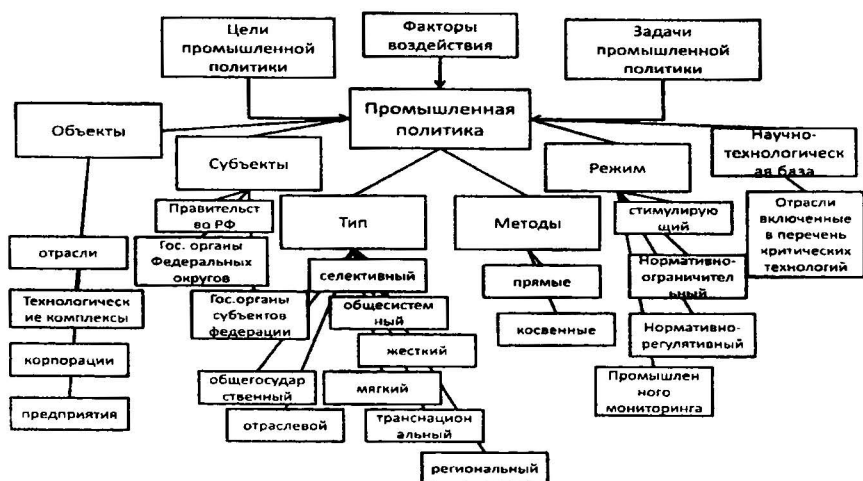 Цели
промышленной
политики
Факторы
воздействия
Задачи
промышленной
политики
Промышленная
политика
Объекты
Субъекты
Режим
Научно-
технологическ
ая база
Правительст
во РФ
Гос. органы
Федеральных
округов
Гос.органы
субъектов
федерации
Тип
Методы
стимулирую
щий
Отрасли
включенные
в перечень
критических
технологий
отрасли
Технологическ
ие комплексы
корпорации
предприятия
селективный
общесистем
ный
жесткий
мягкий
общегосудар
ственный
отраслевой
транснацион
альный
региональный
прямые
косвенные
Нормативно-
ограничител
ьный
Нормативно-
регулятивный
Промышлен
ного
мониторинга